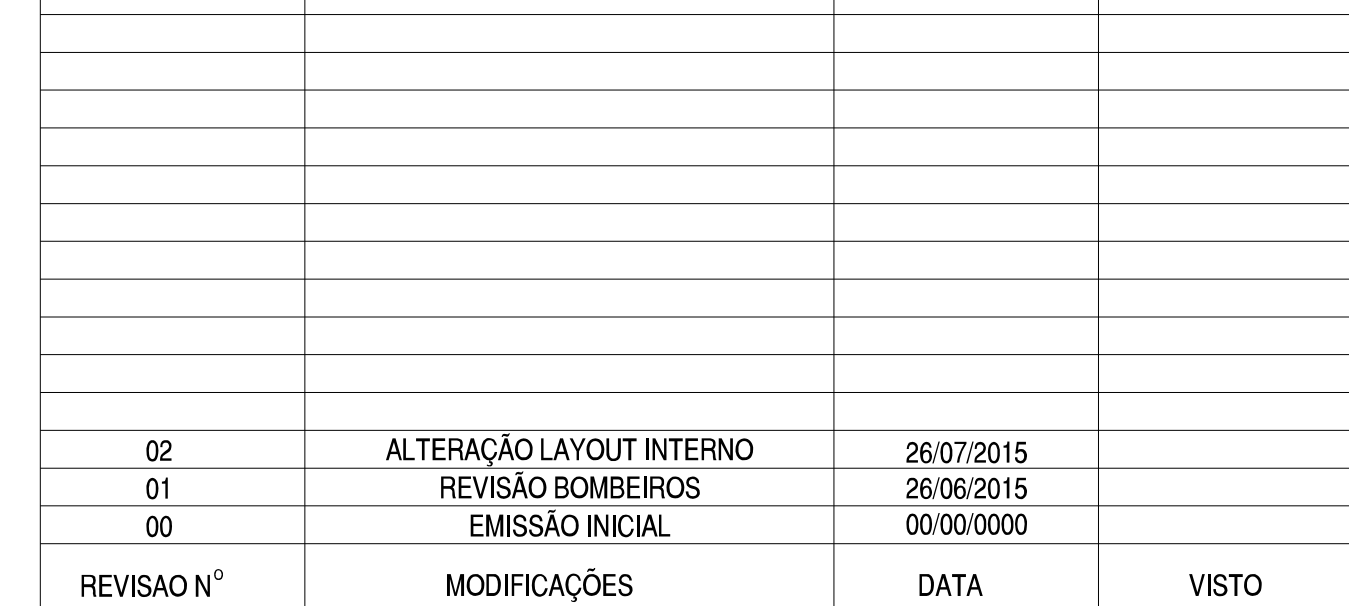 02 ALTERAÇÃO LAYOUT INTERNO 26/07/2015
01 REVISÃO BOMBEIROS 26/06/2015
00 EMISSÃO INICIAL 00/00/0000
REVISAO Nº MODIFICAÇÕES DATA VISTO